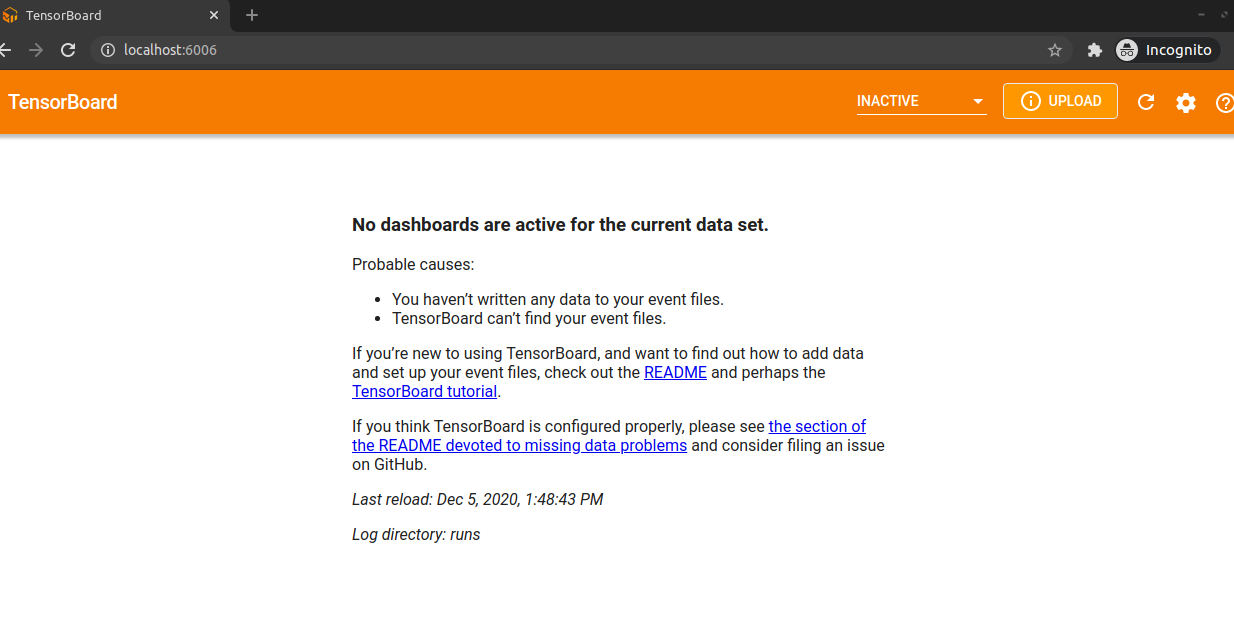 TensorBoard
localhost:6006
Incognito
TensorBoard
INACTIVE
UPLOAD
No dashboards are active for the current data set.
Probable causes:
• You haven’t written any data to your event files.
• TensorBoard can’t find your event files.
If you’re new to using TensorBoard, and want to find out how to add data
and set up your event files, check out the README and perhaps the
TensorBoard tutorial.
If you think TensorBoard is configured properly, please see the section of
the README devoted to missing data problems and consider filing an issue
on GitHub.
Last reload: Dec 5, 2020, 1:48:43 PM
Log directory: runs